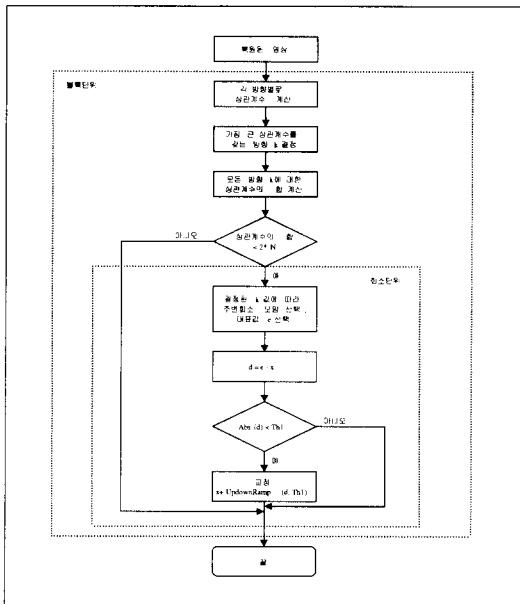 복원된 영상
블록단위
각 방향별로
상관계수 계산
가장 큰 상관계수를
갖는 방향 k 결정
모든 방향 k에 대한
상관계수의 합 계산
아니오
상관계수의 합
< 2* N
예
화소단위
결정된 k 값에 따라
주변화소 모양 선택,
대표값 c 선택
d = c - x
Abs (d) < Th1
아니오
예
교정
x+ UpdownRamp (d, Th1)
끝